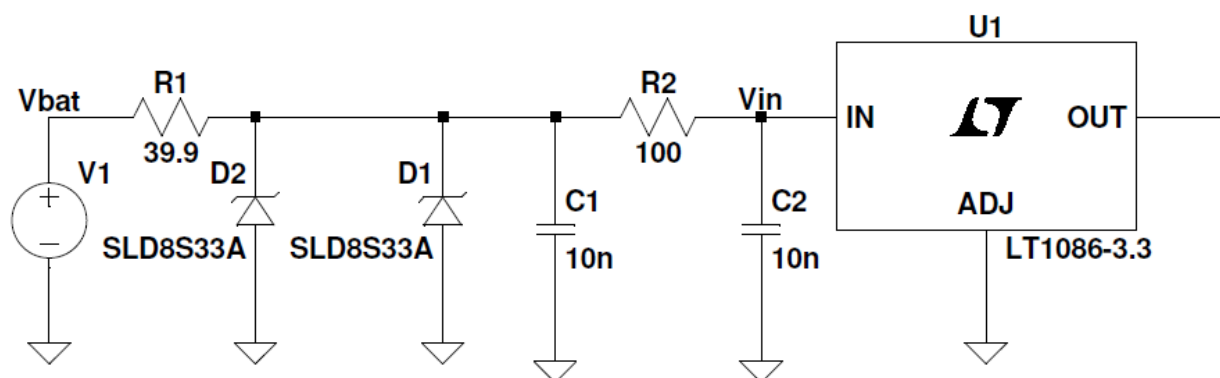 U1
R1
R2
Vbat
Vin
IN
OUT
39.9
100
V1
D2
D1
C1
C2
ADJ
SLD8S33A
SLD8S33A
10n
10n
LT1086-3.3